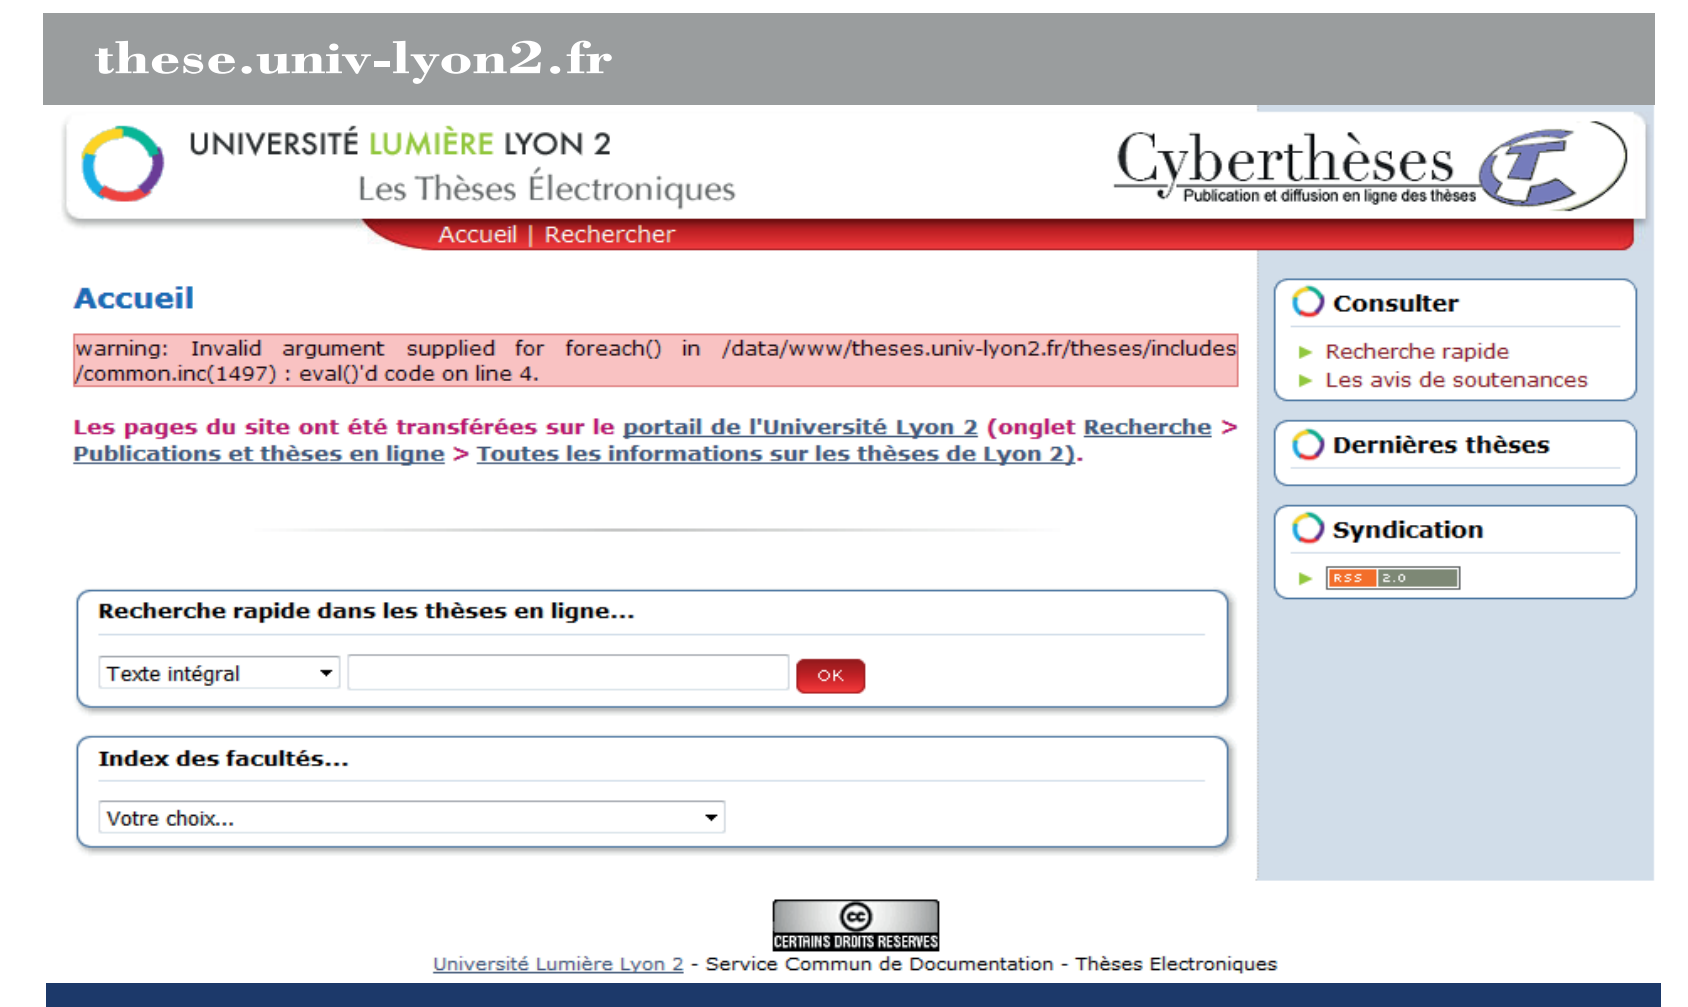 these.univ-lyon2.fr
UNIVERSITÉ LUMIÈRE LYON 2
Les Thèses Électroniques
Cyberthèses
Publication et diffusion en ligne des thèses
Accueil | Rechercher
Accueil
warning: Invalid argument supplied for foreach() in /data/www/theses.univ-lyon2.fr/theses/includes
/common.inc(1497) : eval()'d code on line 4.
Les pages du site ont été transférées sur le portail de l'Université Lyon 2 (onglet Recherche >
Publications et thèses en ligne > Toutes les informations sur les thèses de Lyon 2).
Recherche rapide dans les thèses en ligne...
Texte intégral
OK
Index des facultés...
Votre choix...
Consulter
Recherche rapide
Les avis de soutenances
Dernières thèses
Syndication
RSS 2.0
cc
CERTAINS DROITS RESERVES
Université Lumière Lyon 2 - Service Commun de Documentation - Thèses Electroniques